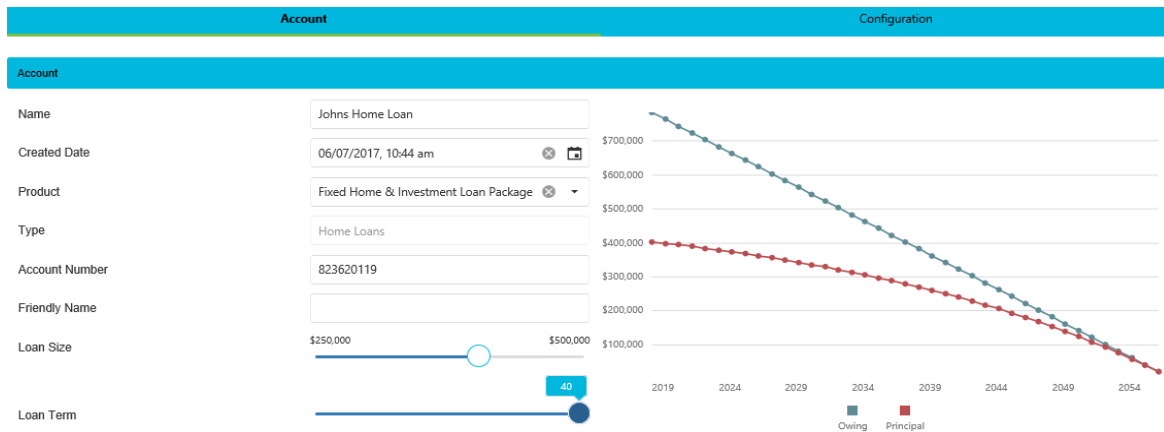 Account Configuration
Account
Name Johns Home Loan
Created Date 06/07/2017, 10:44 am
Product Fixed Home & Investment Loan Package
Type Home Loans
Account Number 823620119
Friendly Name
Loan Size $250,000 $500,000
40
Loan Term
$700,000
$600,000
$500,000
$400,000
$300,000
$200,000
$100,000
2019 2024 2029 2034 2039 2044 2049 2054
Owing Principal